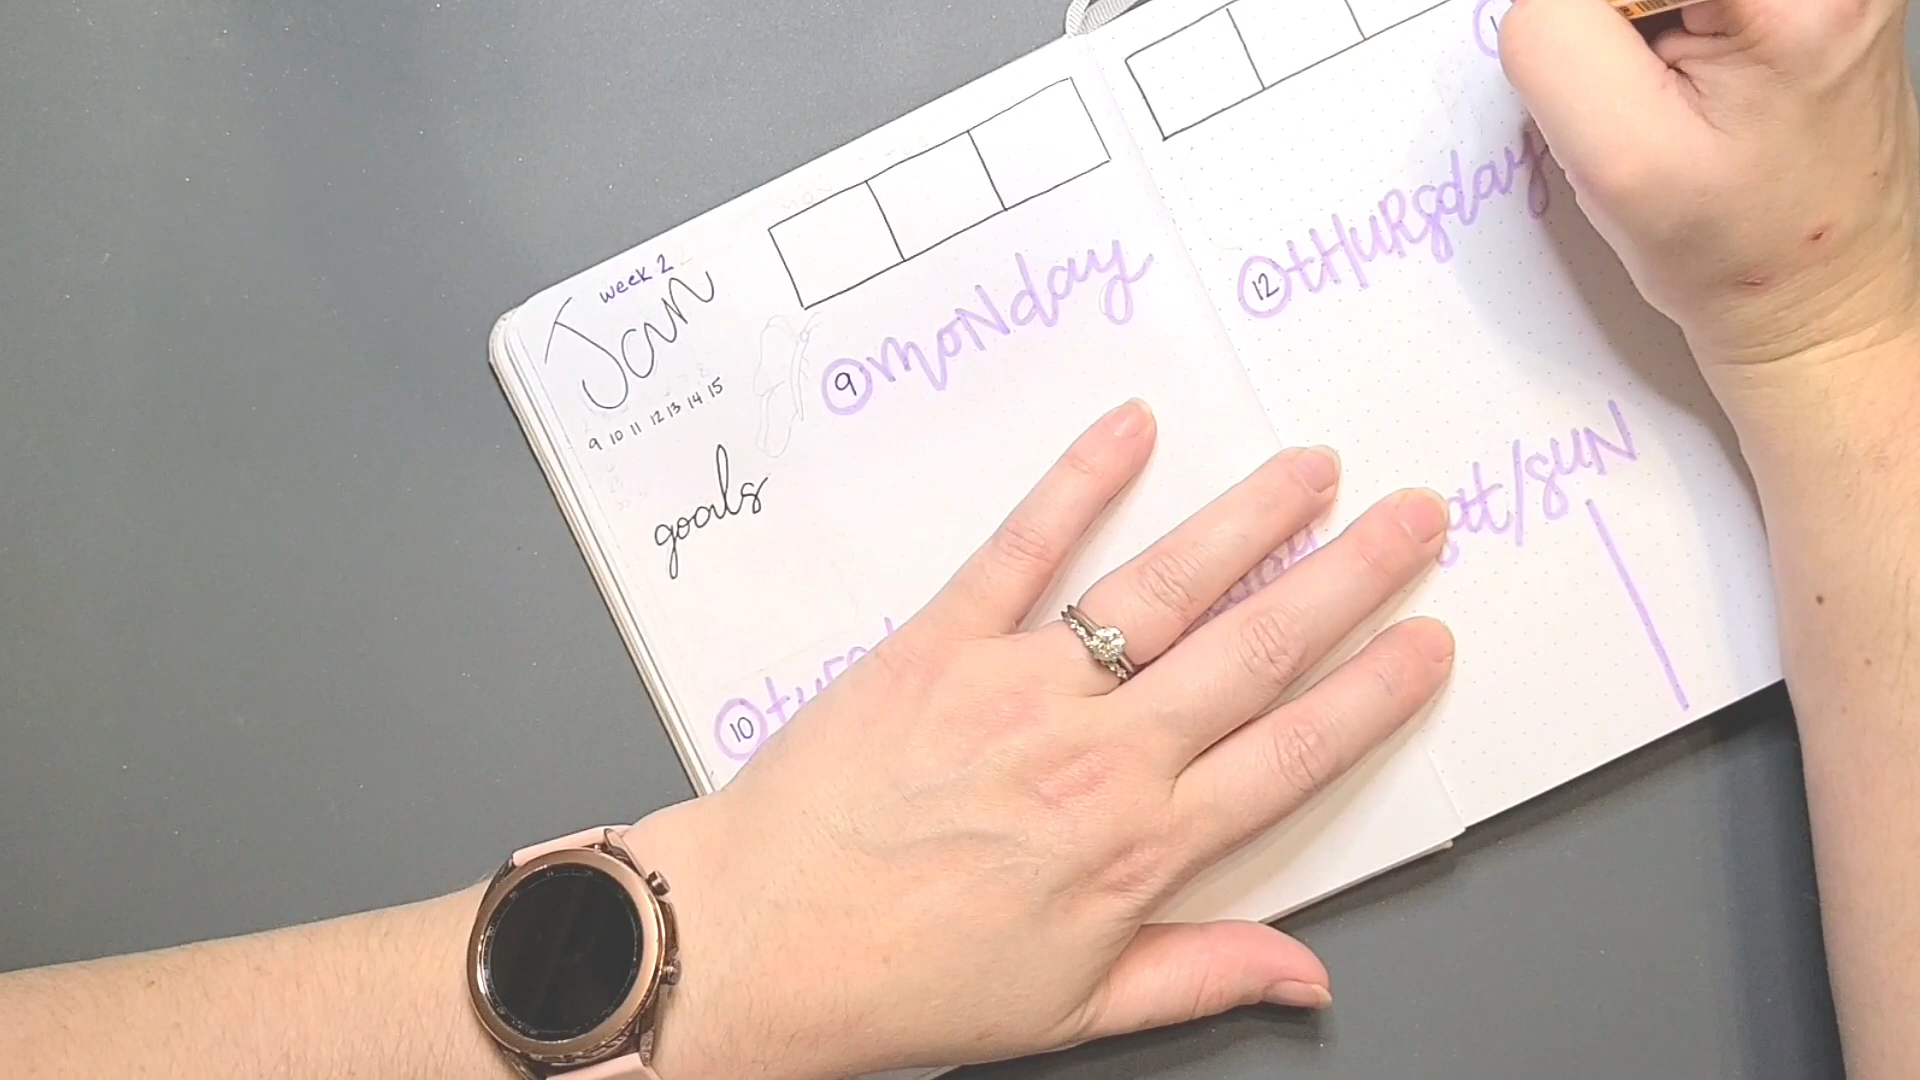 week 2
Jan
9 10 11 12 13 14 15
goals
9 moNday
10
12 tHURsday
sat/suN